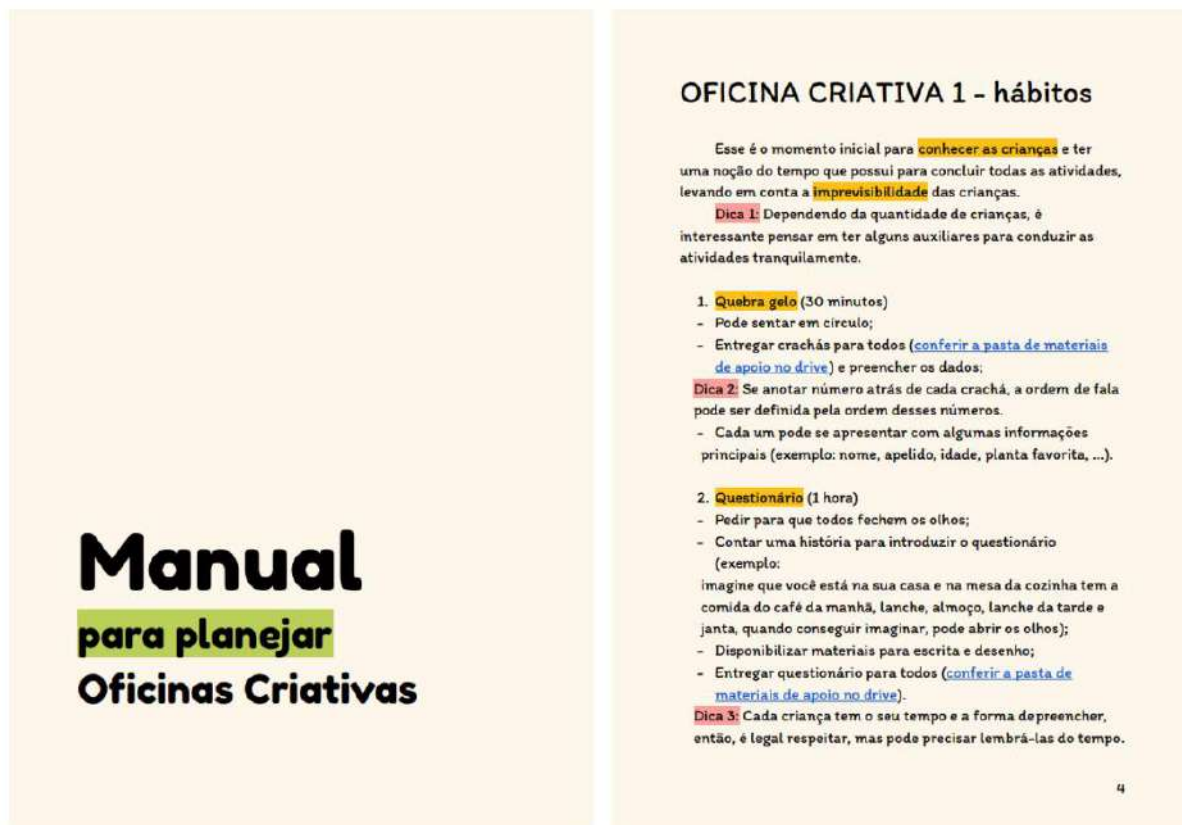 Manual
para planejar
Oficinas Criativas
OFICINA CRIATIVA 1 - hábitos
Esse é o momento inicial para conhecer as crianças e ter
uma noção do tempo que possui para concluir todas as atividades,
levando em conta a imprevisibilidade das crianças.
Dica 1: Dependendo da quantidade de crianças, é
interessante pensar em ter alguns auxiliares para conduzir as
atividades tranquilamente.
1. Quebra gelo (30 minutos)
- Pode sentar em círculo;
- Entregar crachás para todos (conferir a pasta de materiais
de apoio no drive) e preencher os dados;
Dica 2: Se anotar número atrás de cada crachá, a ordem de fala
pode ser definida pela ordem desses números.
- Cada um pode se apresentar com algumas informações
principais (exemplo: nome, apelido, idade, planta favorita, ...).
2. Questionário (1 hora)
- Pedir para que todos fechem os olhos;
- Contar uma história para introduzir o questionário
(exemplo:
imagine que você está na sua casa e na mesa da cozinha tem a
comida do café da manhã, lanche, almoço, lanche da tarde e
janta, quando conseguir imaginar, pode abrir os olhos);
- Disponibilizar materiais para escrita e desenho;
- Entregar questionário para todos (conferir a pasta de
materiais de apoio no drive).
Dica 3: Cada criança tem o seu tempo e a forma depreencher,
então, é legal respeitar, mas pode precisar lembrá-las do tempo.
4